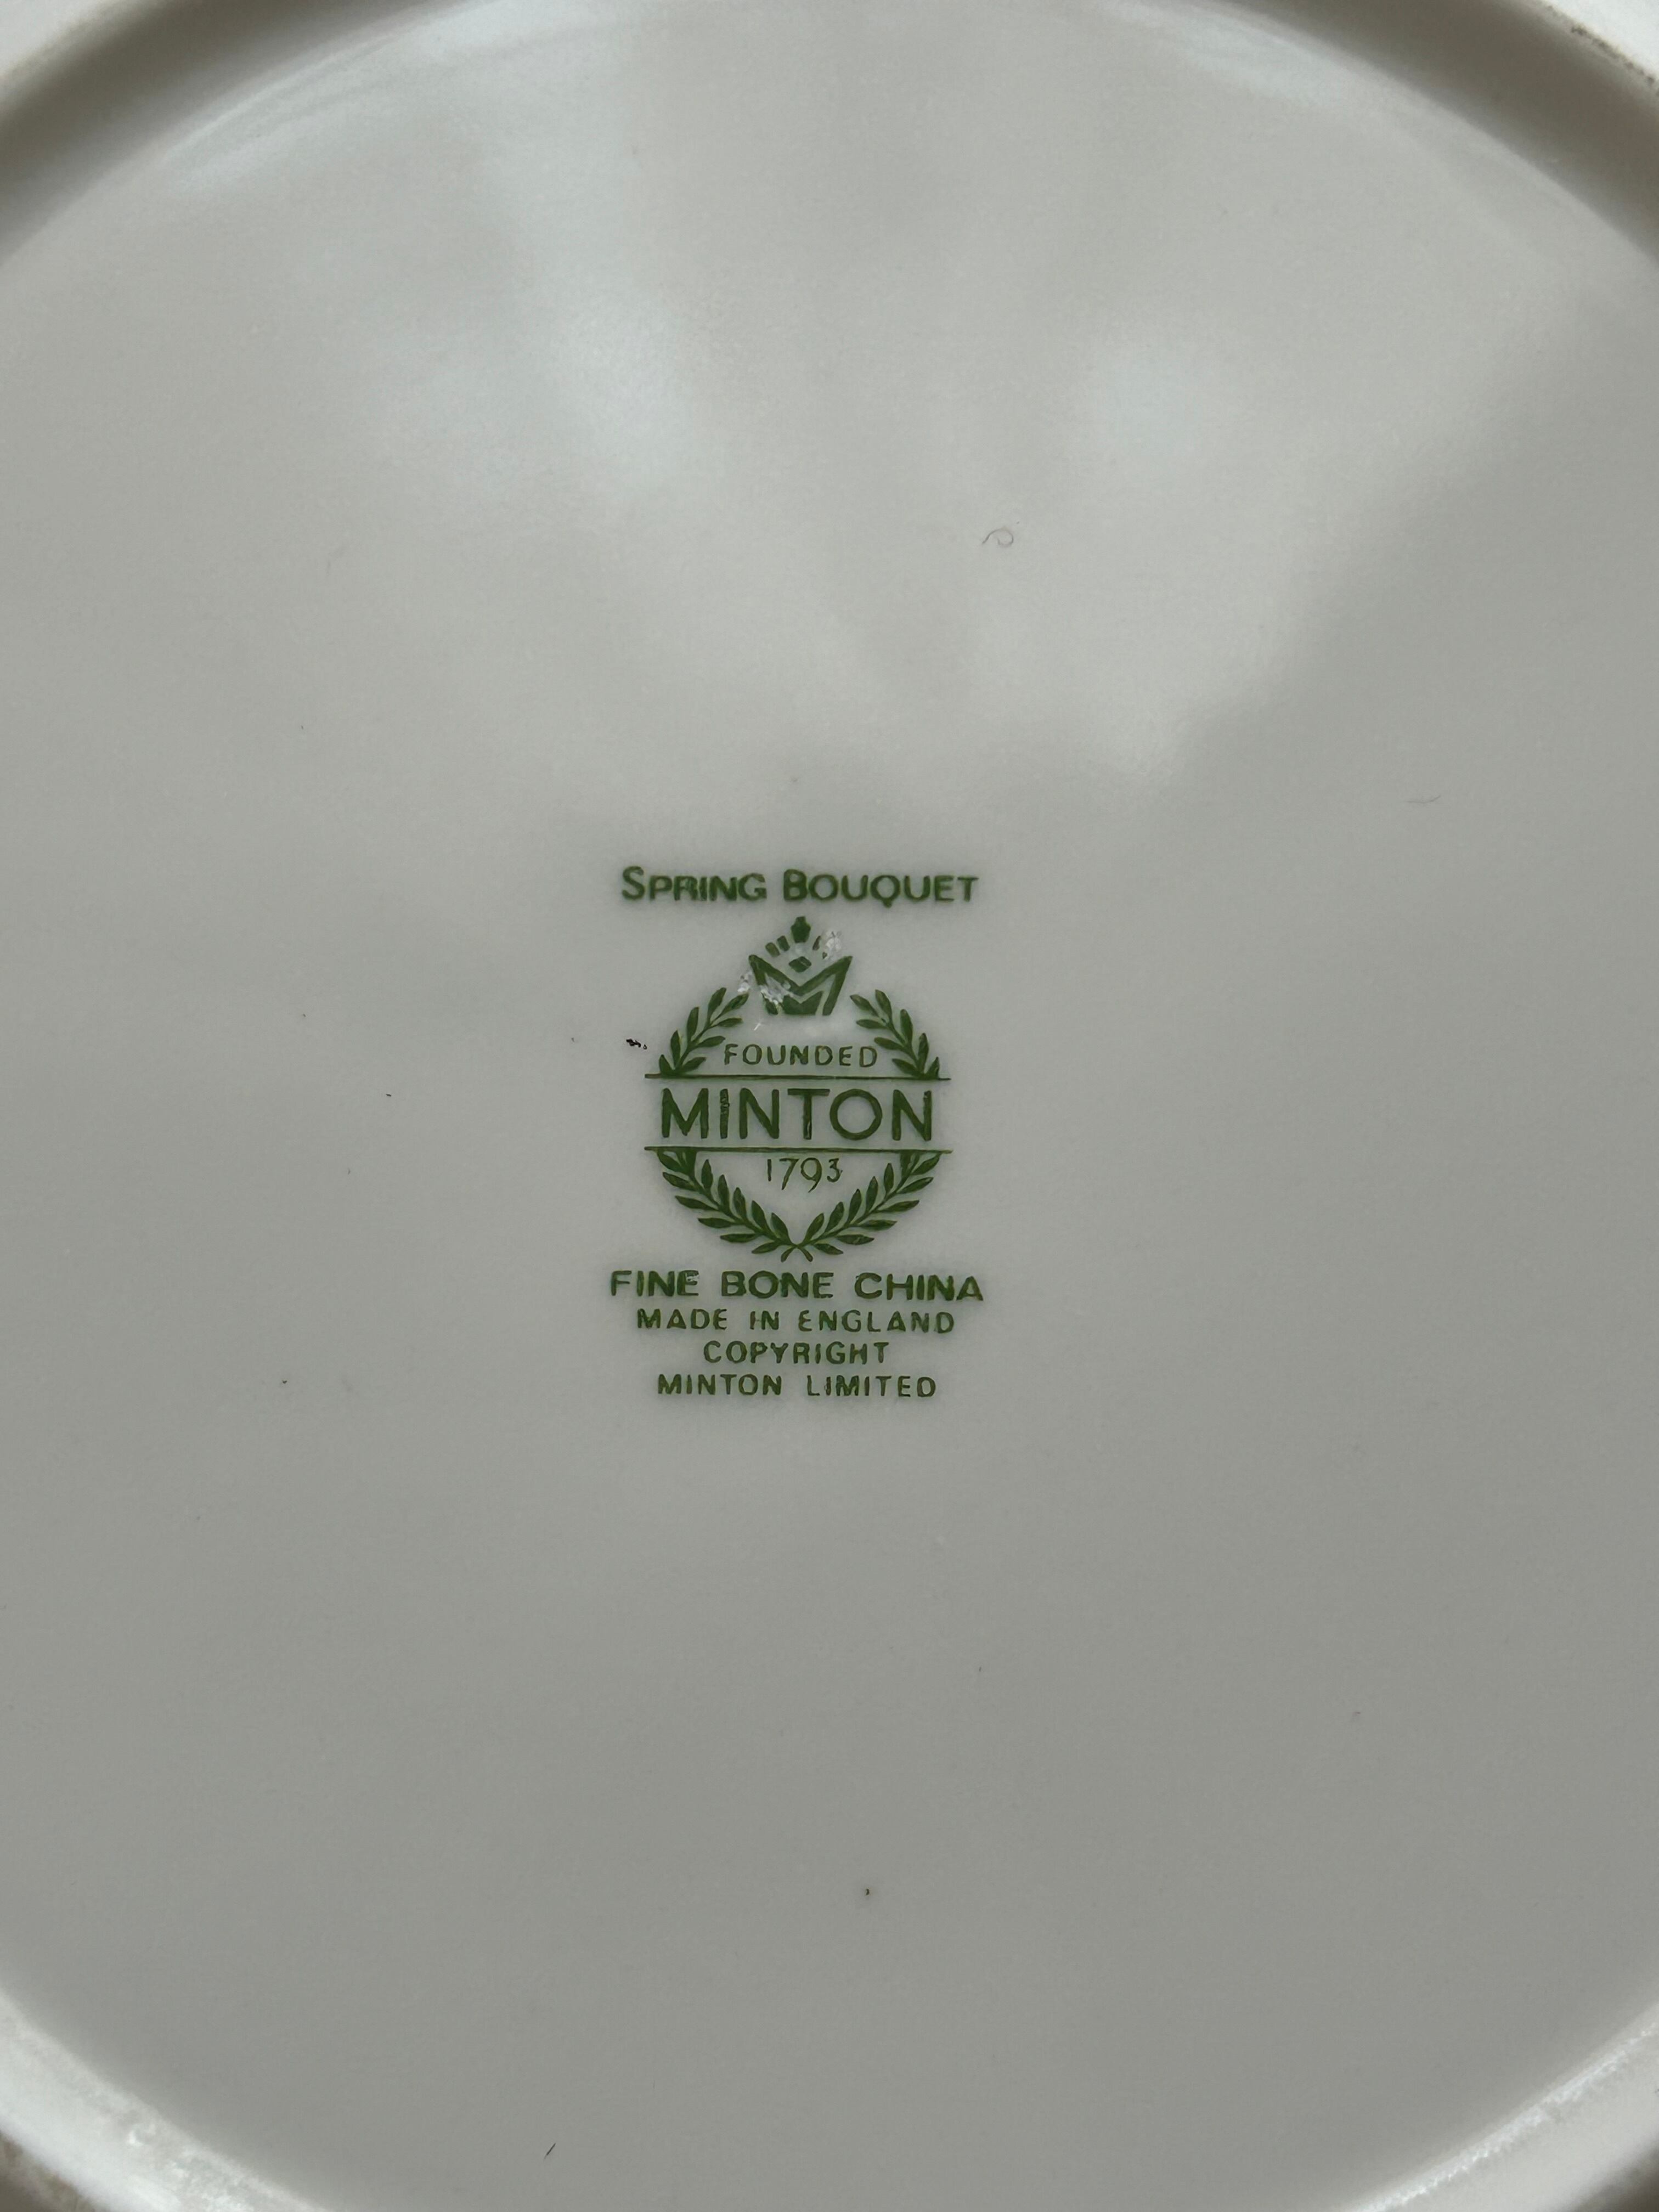 SPRING BOUQUET
FOUNDED
MINTON
1793
FINE BONE CHINA
MADE IN ENGLAND
COPYRIGHT
MINTON LIMITED